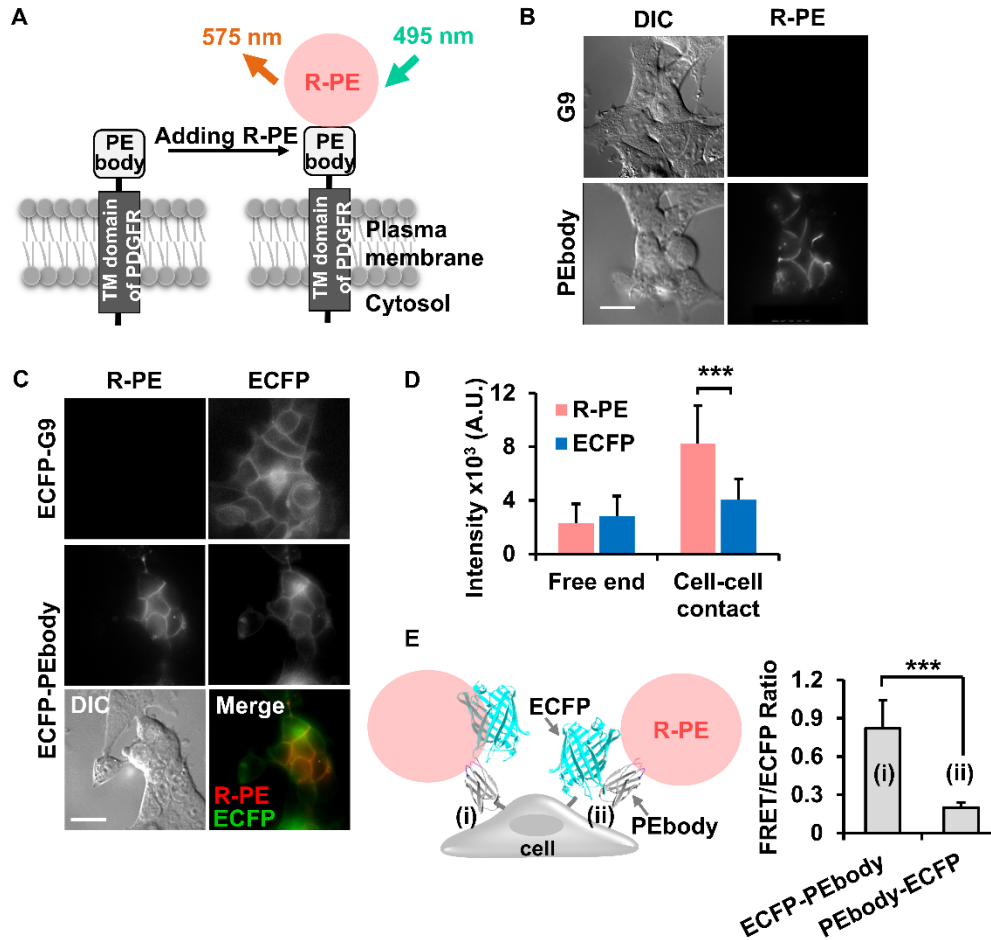 A
575 nm
495 nm
R-PE
PE
body
Adding R-PE
PE
body
TM domain
of PDGFR
TM domain
of PDGFR
Plasma
membrane
Cytosol
B
DIC
R-PE
G9
PEbody
C
R-PE
ECFP
ECFP-G9
ECFP-PEbody
DIC
Merge
R-PE
ECFP
D
Intensity x10³ (A.U.)
12
8
4
0
R-PE
ECFP
***
Free end
Cell-cell
contact
E
ECFP
R-PE
(i)
(ii)
PEbody
cell
FRET/ECFP Ratio
1.2
0.9
0.6
0.3
0
***
(i)
(ii)
ECFP-PEbody
PEbody-ECFP